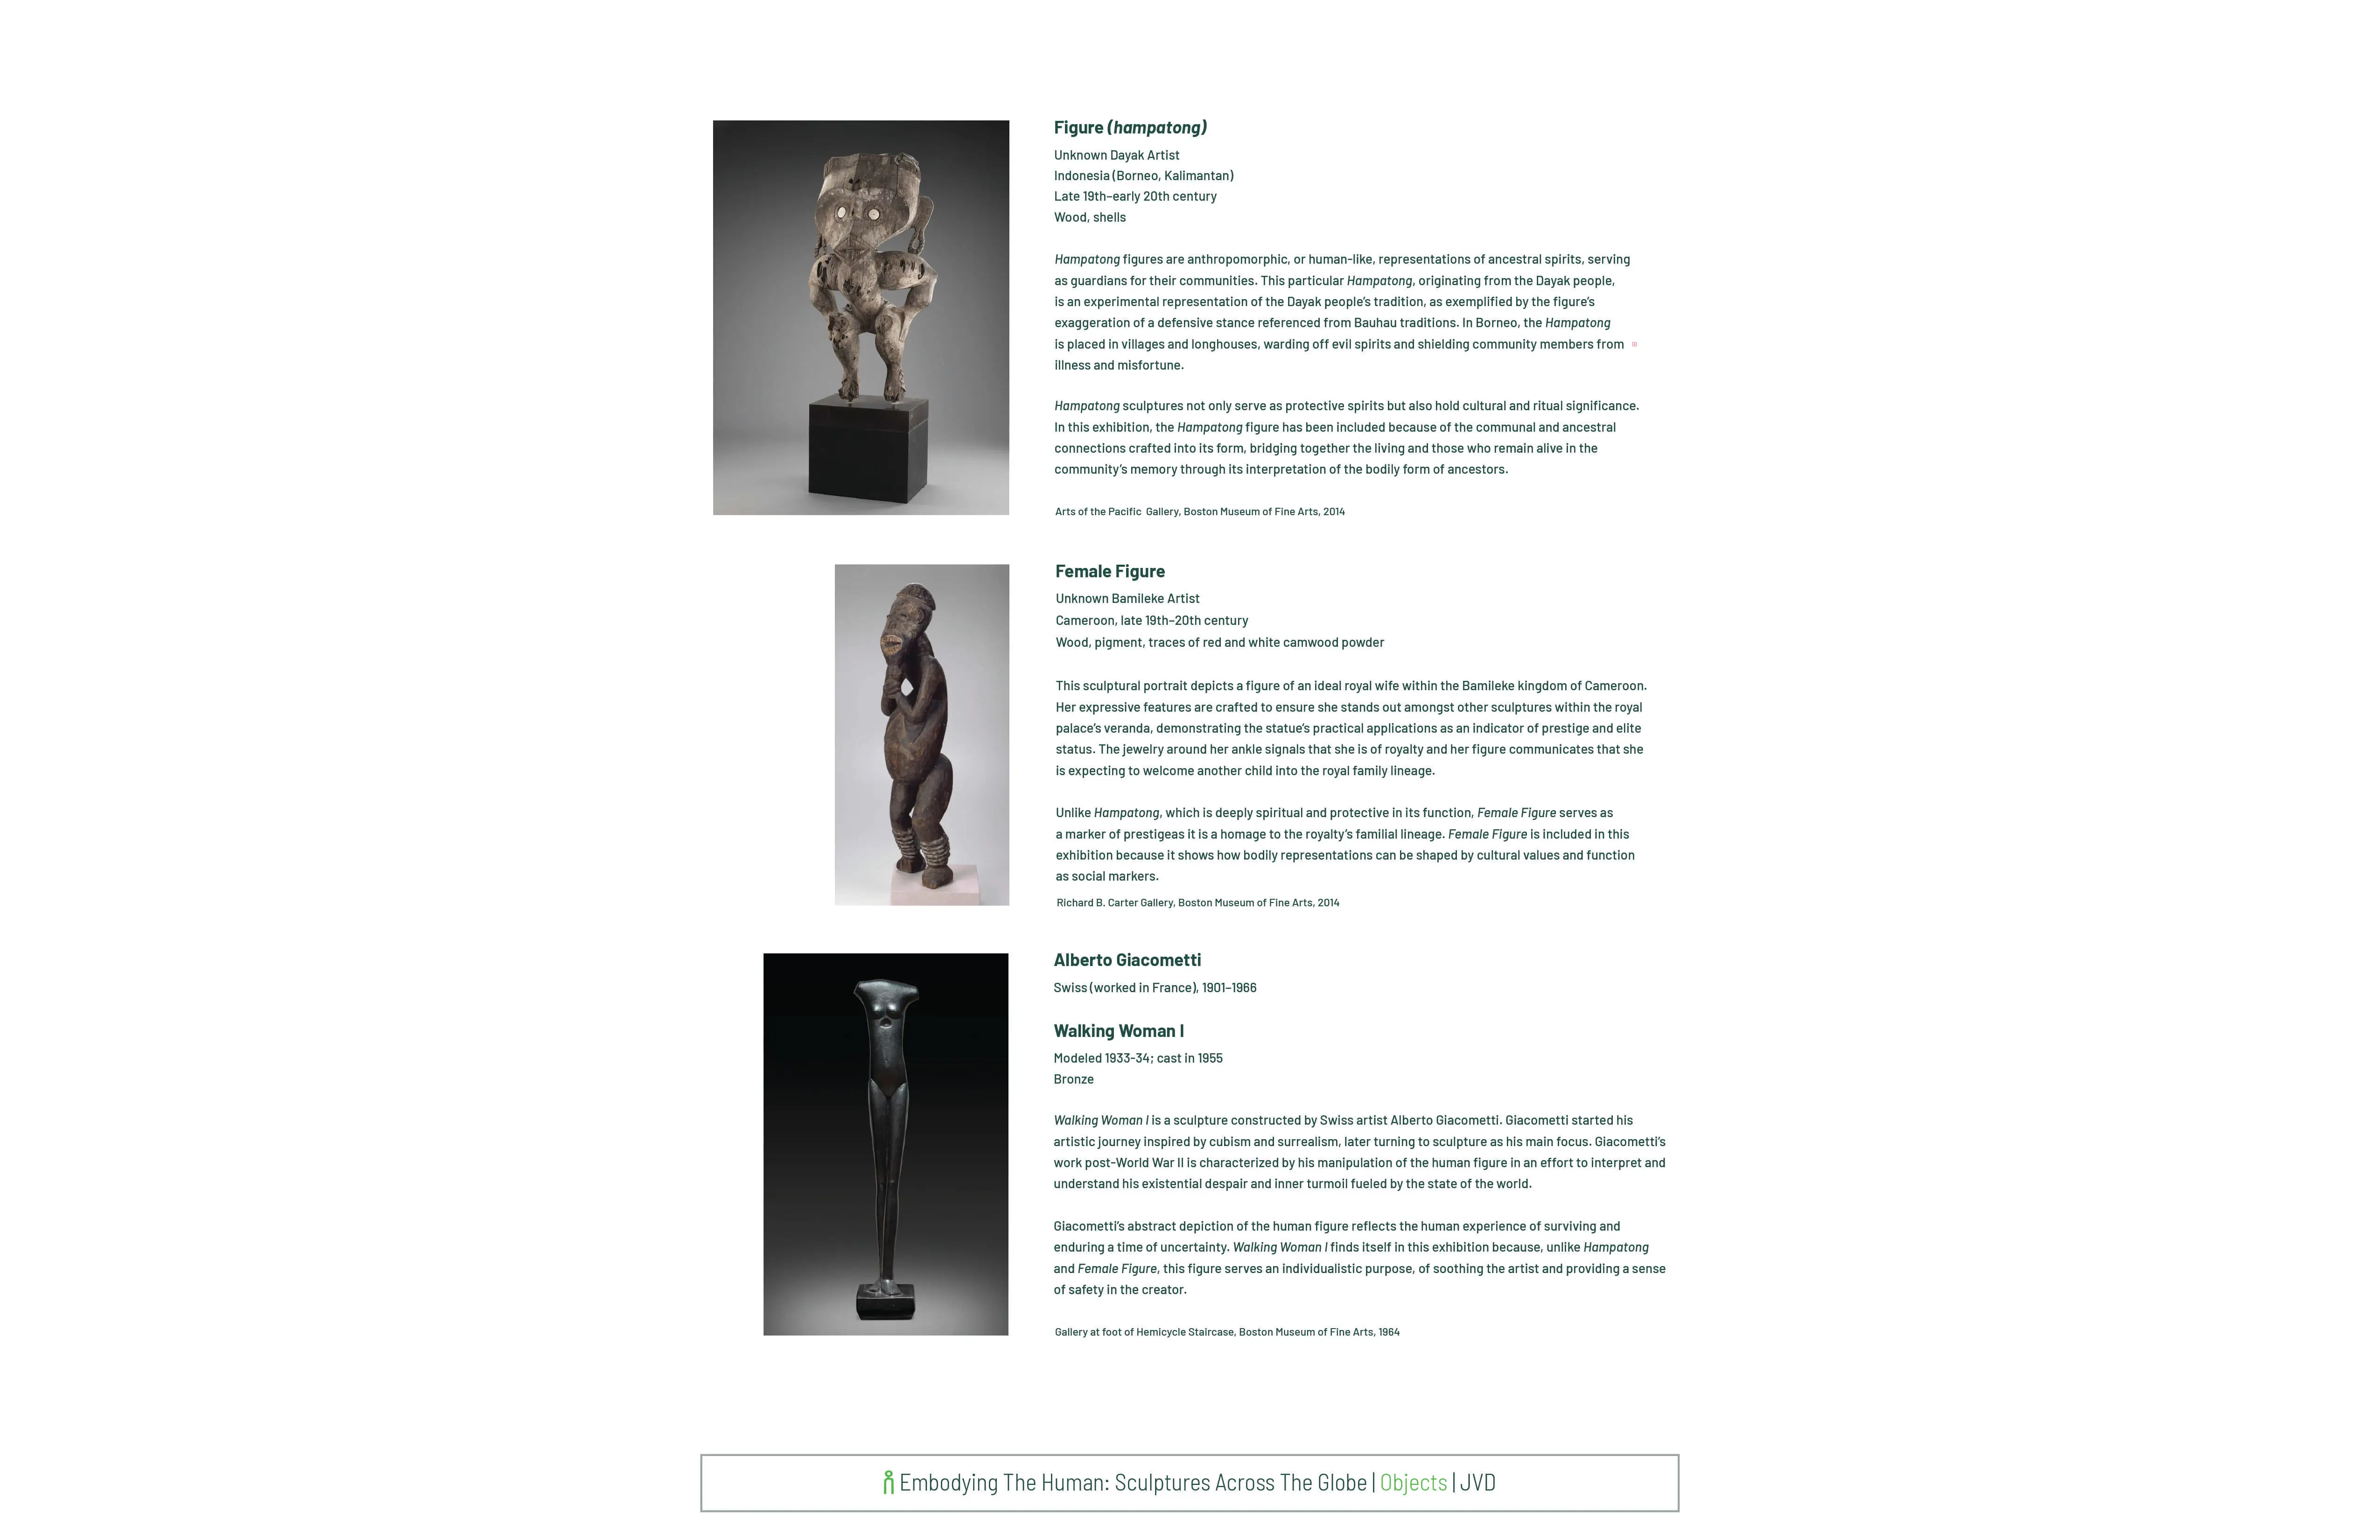 Figure (hampatong)
Unknown Dayak Artist
Indonesia (Borneo, Kalimantan)
Late 19th–early 20th century
Wood, shells
Hampatong figures are anthropomorphic, or human-like, representations of ancestral spirits, serving
as guardians for their communities. This particular Hampatong, originating from the Dayak people,
is an experimental representation of the Dayak people's tradition, as exemplified by the figure's
exaggeration of a defensive stance referenced from Bauhau traditions. In Borneo, the Hampatong
is placed in villages and longhouses, warding off evil spirits and shielding community members from
illness and misfortune.
Hampatong sculptures not only serve as protective spirits but also hold cultural and ritual significance.
In this exhibition, the Hampatong figure has been included because of the communal and ancestral
connections crafted into its form, bridging together the living and those who remain alive in the
community's memory through its interpretation of the bodily form of ancestors.
Arts of the Pacific Gallery, Boston Museum of Fine Arts, 2014
Female Figure
Unknown Bamileke Artist
Cameroon, late 19th–20th century
Wood, pigment, traces of red and white camwood powder
This sculptural portrait depicts a figure of an ideal royal wife within the Bamileke kingdom of Cameroon.
Her expressive features are crafted to ensure she stands out amongst other sculptures within the royal
palace's veranda, demonstrating the statue's practical applications as an indicator of prestige and elite
status. The jewelry around her ankle signals that she is of royalty and her figure communicates that she
is expecting to welcome another child into the royal family lineage.
Unlike Hampatong, which is deeply spiritual and protective in its function, Female Figure serves as
a marker of prestigeas it is a homage to the royalty's familial lineage. Female Figure is included in this
exhibition because it shows how bodily representations can be shaped by cultural values and function
as social markers.
Richard B. Carter Gallery, Boston Museum of Fine Arts, 2014
Alberto Giacometti
Swiss (worked in France), 1901–1966
Walking Woman I
Modeled 1933-34; cast in 1955
Bronze
Walking Woman I is a sculpture constructed by Swiss artist Alberto Giacometti. Giacometti started his
artistic journey inspired by cubism and surrealism, later turning to sculpture as his main focus. Giacometti's
work post-World War II is characterized by his manipulation of the human figure in an effort to interpret and
understand his existential despair and inner turmoil fueled by the state of the world.
Giacometti's abstract depiction of the human figure reflects the human experience of surviving and
enduring a time of uncertainty. Walking Woman I finds itself in this exhibition because, unlike Hampatong
and Female Figure, this figure serves an individualistic purpose, of soothing the artist and providing a sense
of safety in the creator.
Gallery at foot of Hemicycle Staircase, Boston Museum of Fine Arts, 1964
Embodying The Human: Sculptures Across The Globe | Objects | JVD